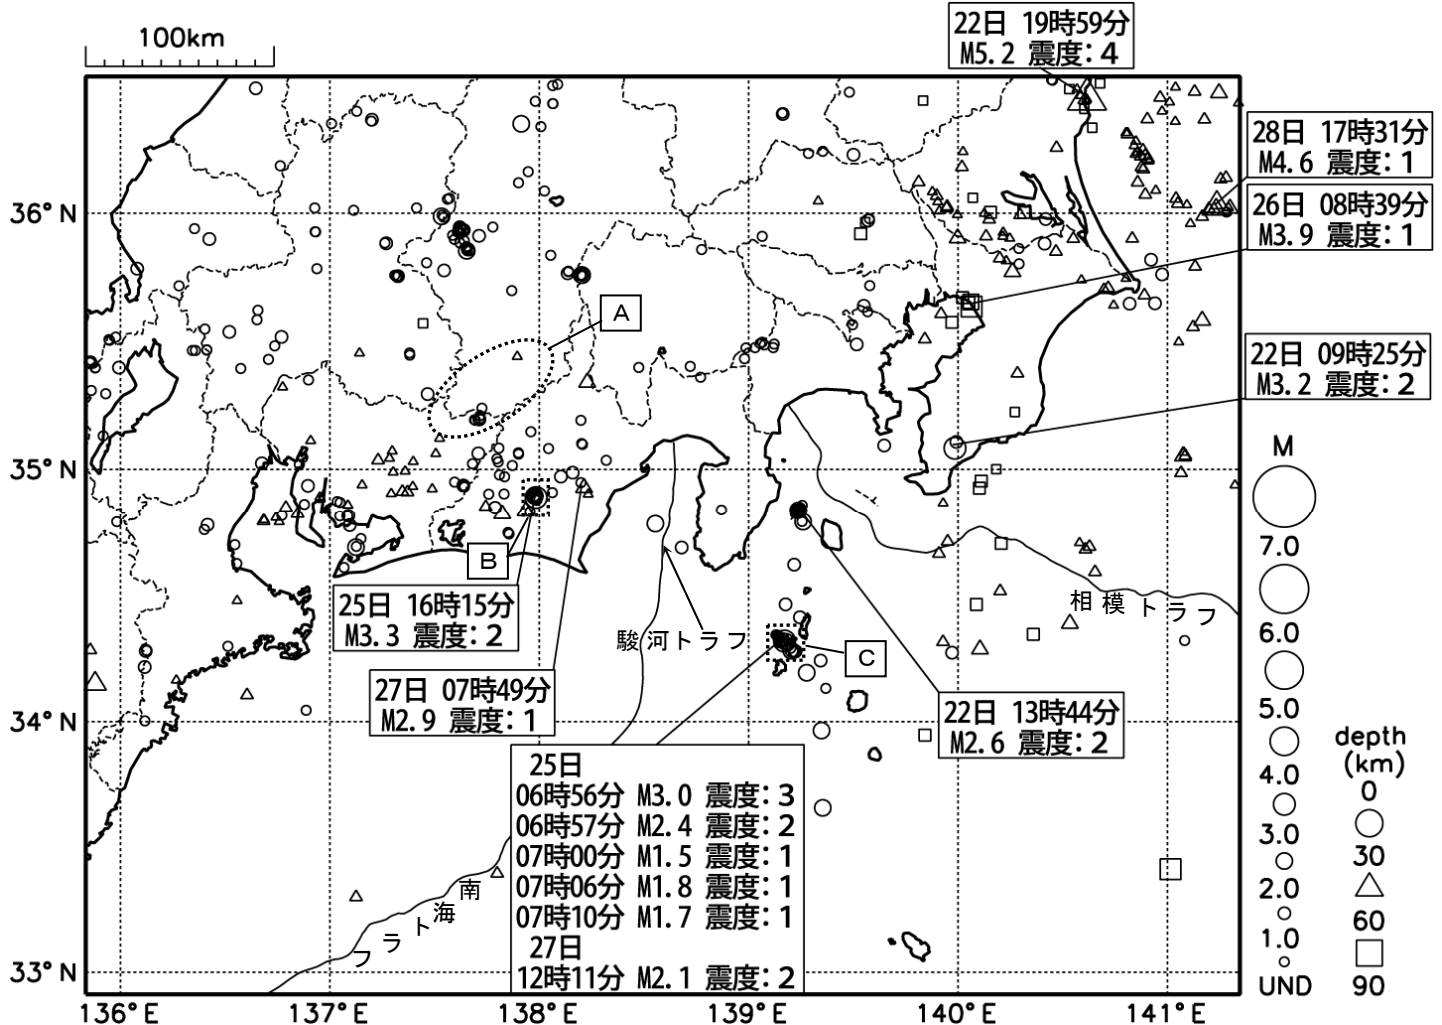 100km
22日 19時59分
M5.2 震度：4
28日 17時31分
M4.6 震度：1
26日 08時39分
M3.9 震度：1
36°N
A
22日 09時25分
M3.2 震度：2
35°N
B
25日 16時15分
M3.3 震度：2
27日 07時49分
M2.9 震度：1
駿河トラフ
相模トラフ
C
22日 13時44分
M2.6 震度：2
34°N
25日
06時56分 M3.0 震度：3
06時57分 M2.4 震度：2
07時00分 M1.5 震度：1
07時06分 M1.8 震度：1
07時10分 M1.7 震度：1
27日
12時11分 M2.1 震度：2
南海トラフ
33°N
136°E
137°E
138°E
139°E
140°E
141°E
M
7.0
6.0
5.0
4.0
3.0
2.0
1.0
UND
depth
(km)
0
30
60
90